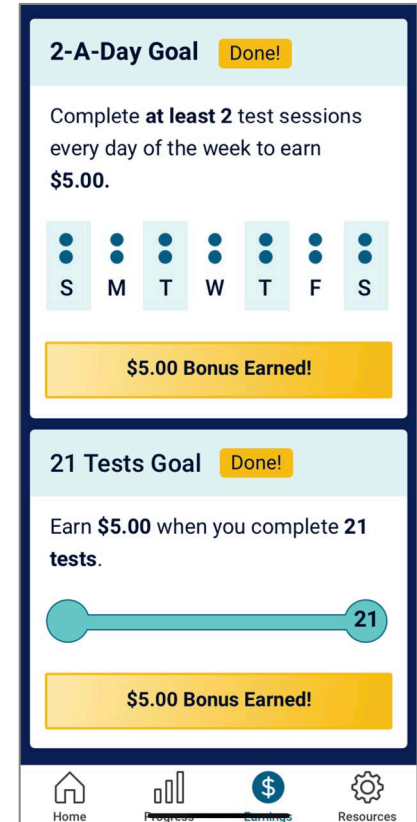 2-A-Day Goal Done!
Complete at least 2 test sessions
every day of the week to earn
$5.00.
S M T W T F S
$5.00 Bonus Earned!
21 Tests Goal Done!
Earn $5.00 when you complete 21
tests.
21
$5.00 Bonus Earned!
$
Home Progress Earnings Resources